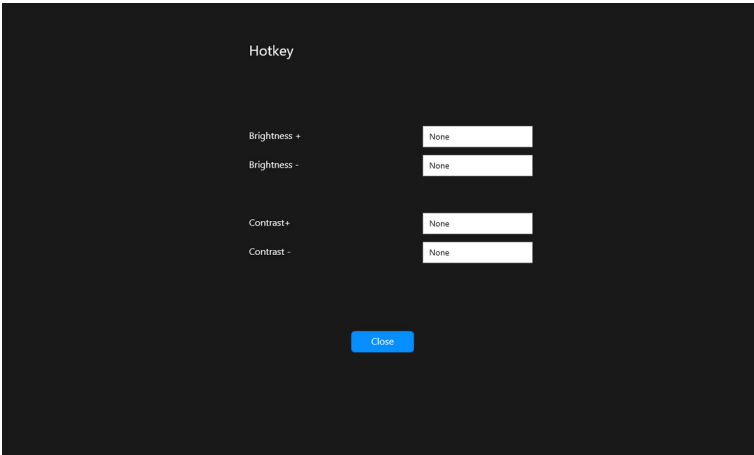 Hotkey
Brightness + None
Brightness - None
Contrast+ None
Contrast - None
Close